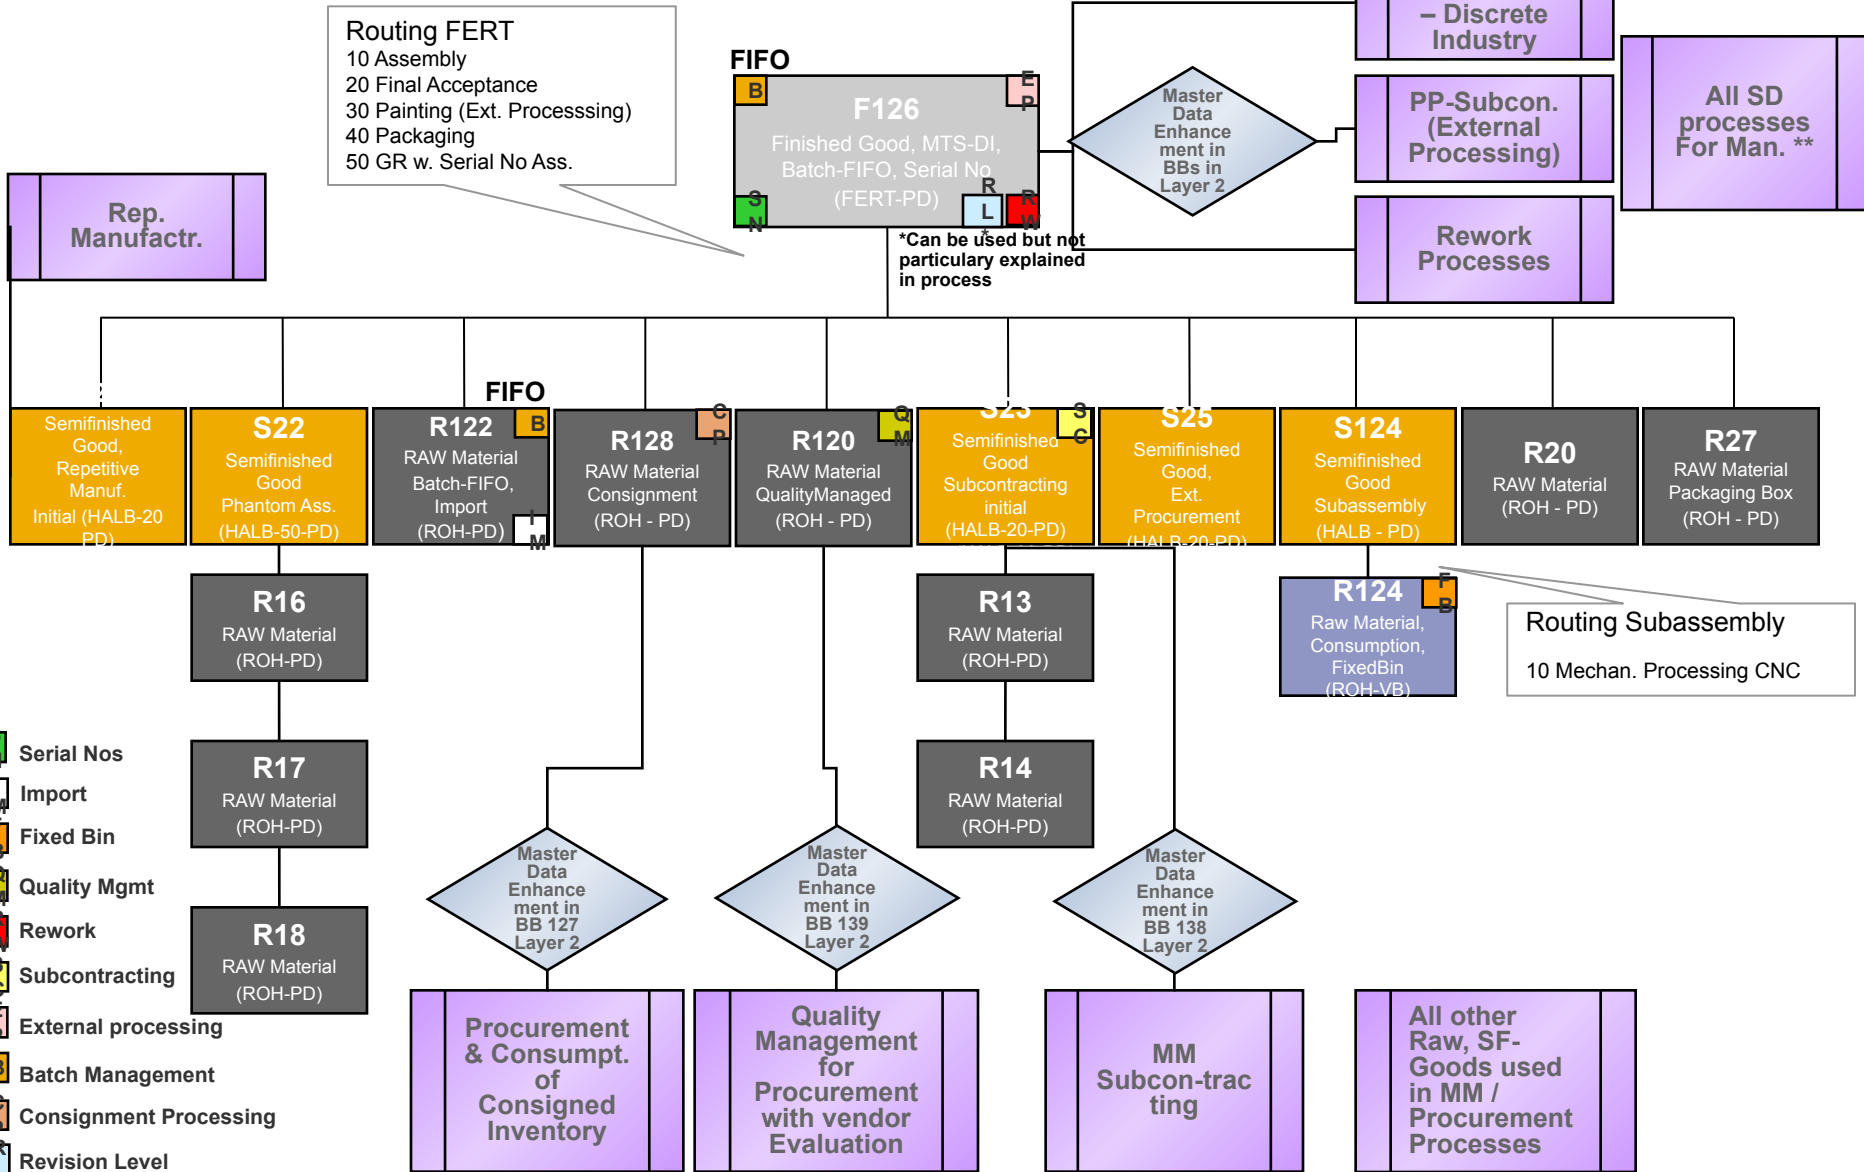 – Discrete
Industry
Routing FERT
10 Assembly
20 Final Acceptance
30 Painting (Ext. Processsing)
40 Packaging
50 GR w. Serial No Ass.
FIFO
B
E
P
F126
Finished Good, MTS-DI,
Batch-FIFO, Serial No
(FERT-PD)
S
N
R
L
*
R
W
*Can be used but not
particulary explained
in process
Master
Data
Enhance
ment in
BBs in
Layer 2
PP-Subcon.
(External
Processing)
All SD
processes
For Man. **
Rework
Processes
Rep.
Manufactr.
Semifinished
Good,
Repetitive
Manuf.
Initial (HALB-20
PD)
S22
Semifinished
Good
Phantom Ass.
(HALB-50-PD)
FIFO
R122
B
RAW Material
Batch-FIFO,
Import
(ROH-PD)
I
M
R128
C
P
RAW Material
Consignment
(ROH - PD)
R120
Q
M
RAW Material
QualityManaged
(ROH - PD)
S23
S
C
Semifinished
Good
Subcontracting
initial
(HALB-20-PD)
S25
Semifinished
Good,
Ext.
Procurement
(HALB-20-PD)
S124
Semifinished
Good
Subassembly
(HALB - PD)
R20
RAW Material
(ROH - PD)
R27
RAW Material
Packaging Box
(ROH - PD)
R16
RAW Material
(ROH-PD)
R13
RAW Material
(ROH-PD)
R124
F
B
Raw Material,
Consumption,
FixedBin
(ROH-VB)
Routing Subassembly
10 Mechan. Processing CNC
R17
RAW Material
(ROH-PD)
R14
RAW Material
(ROH-PD)
R18
RAW Material
(ROH-PD)
Serial Nos
Import
Fixed Bin
Quality Mgmt
Rework
Subcontracting
External processing
Batch Management
Consignment Processing
Revision Level
Master
Data
Enhance
ment in
BB 127
Layer 2
Master
Data
Enhance
ment in
BB 139
Layer 2
Master
Data
Enhance
ment in
BB 138
Layer 2
Procurement
& Consumpt.
of
Consigned
Inventory
Quality
Management
for
Procurement
with vendor
Evaluation
MM
Subcon-trac
ting
All other
Raw, SF-
Goods used
in MM /
Procurement
Processes